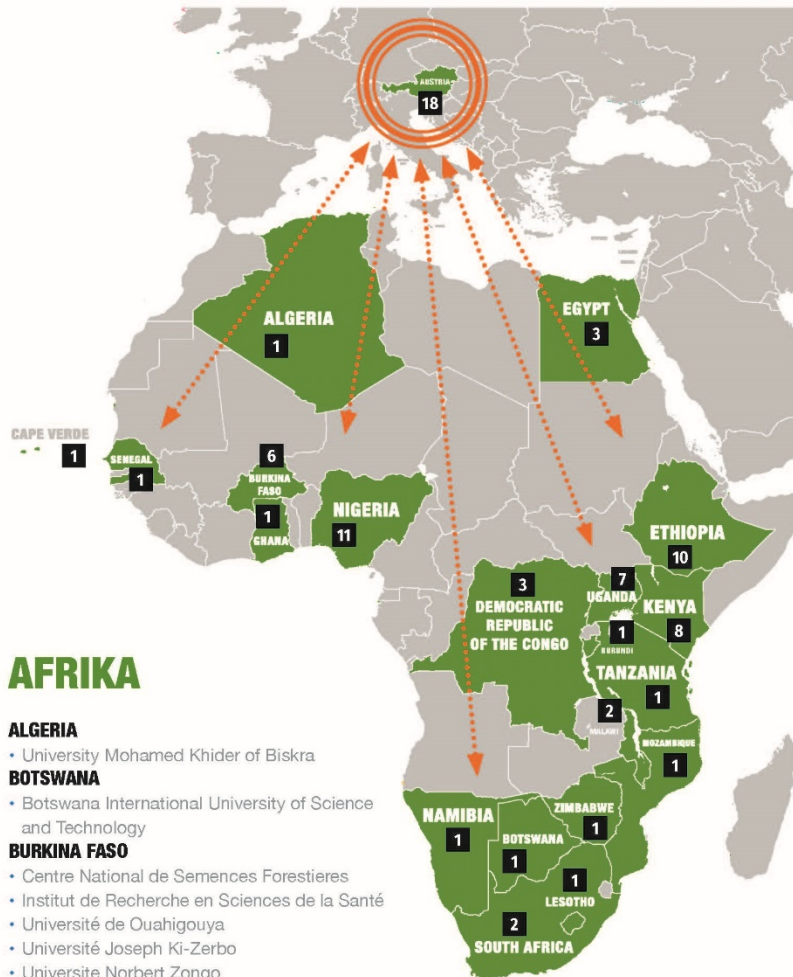 AUSTRIA
18
ALGERIA
1
EGYPT
3
CAPE VERDE
1
SENEGAL
1
6
BURKINA
FASO
1
GHANA
NIGERIA
11
ETHIOPIA
10
3
DEMOCRATIC
REPUBLIC
OF THE CONGO
7
UGANDA
KENYA
8
1
BURUNDI
TANZANIA
1
2
MALAWI
MOZAMBIQUE
1
NAMIBIA
1
BOTSWANA
1
ZIMBABWE
1
1
LESOTHO
2
SOUTH AFRICA
AFRIKA
ALGERIA
• University Mohamed Khider of Biskra
BOTSWANA
• Botswana International University of Science
and Technology
BURKINA FASO
• Centre National de Semences Forestieres
• Institut de Recherche en Sciences de la Santé
• Université de Ouahigouya
• Université Joseph Ki-Zerbo
• Universite Norbert Zongo